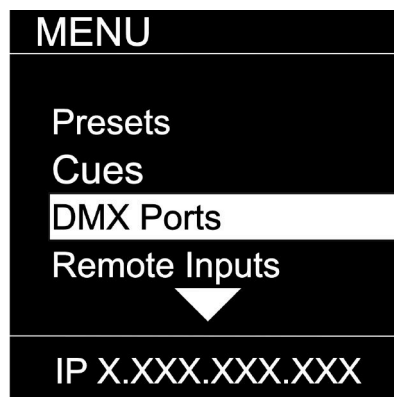 MENU
Presets
Cues
DMX Ports
Remote Inputs
IP X.XXX.XXX.XXX